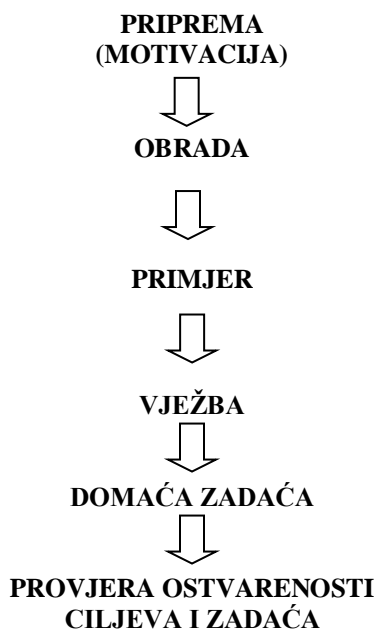 PRIPREMA
(MOTIVACIJA)
OBRADA
PRIMJER
VJEŽBA
DOMAĆA ZADAĆA
PROVJERA OSTVARENOSTI
CILJEVA I ZADAĆA